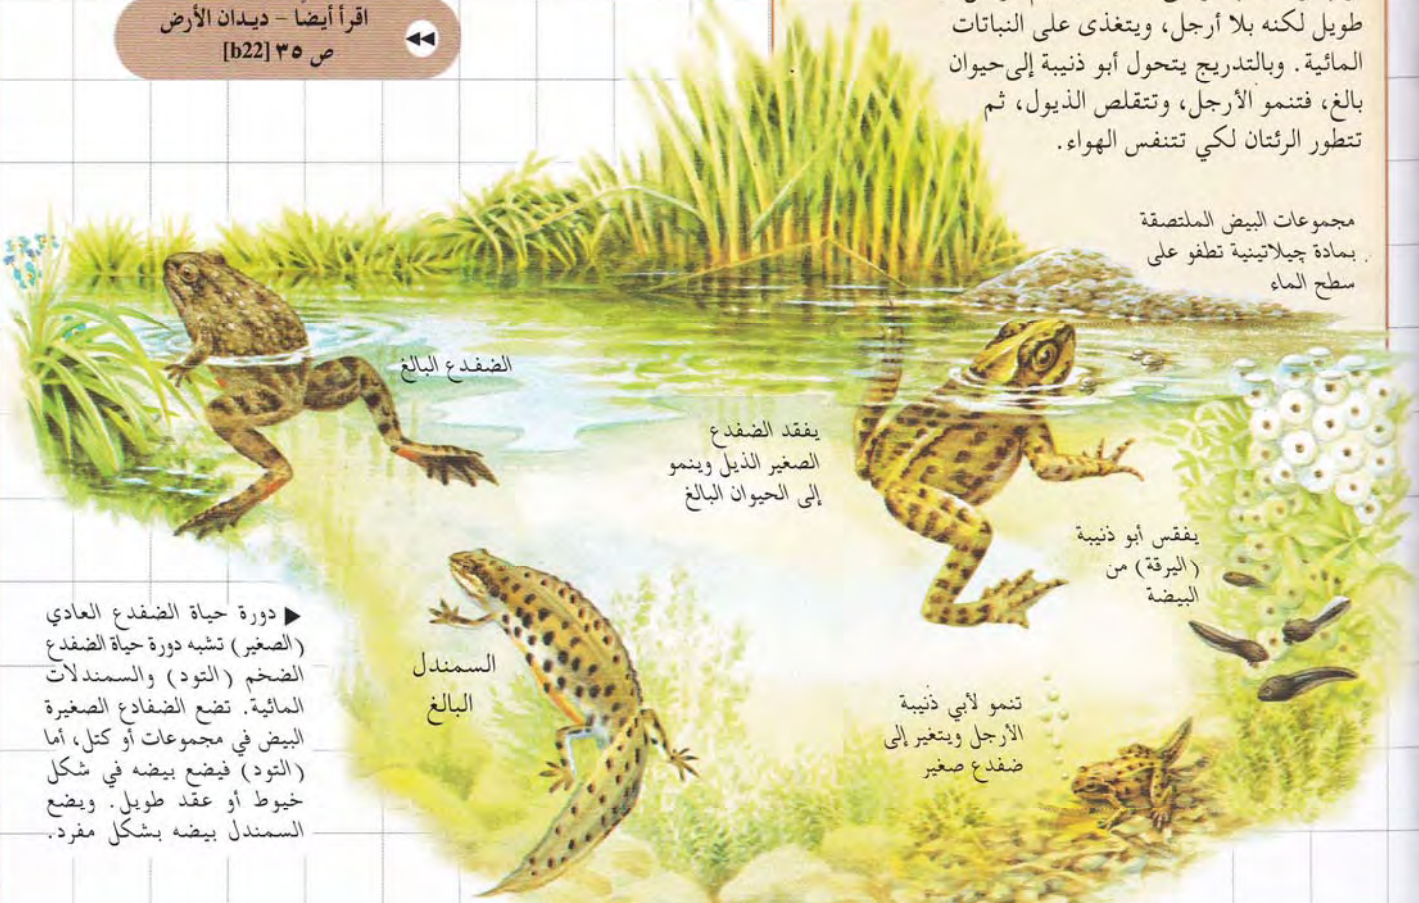 اقرأ أيضًا – ديدان الأرض
ص ٣٥ [b22]
طويل لكنه بلا أرجل، ويتغذى على النباتات
المائية. وبالتدريج يتحول أبو ذنيبة إلى حيوان
بالغ، فتنمو الأرجل، وتتقلص الذيول، ثم
تتطور الرئتان لكي تتنفس الهواء.
مجموعات البيض الملتصقة
بمادة چيلاتينية تطفو على
سطح الماء
الضفدع البالغ
يفقد الضفدع
الصغير الذيل وينمو
إلى الحيوان البالغ
يفقس أبو ذنيبة
(اليرقة) من
البيضة
السمندل
البالغ
تنمو لأبي ذنيبة
الأرجل ويتغير إلى
ضفدع صغير
◀ دورة حياة الضفدع العادي
(الصغير) تشبه دورة حياة الضفدع
الضخم (التود) والسمندلات
المائية. تضع الضفادع الصغيرة
البيض في مجموعات أو كتل، أما
(التود) فيضع بيضه في شكل
خيوط أو عقد طويل. ويضع
السمندل بيضه بشكل مفرد.